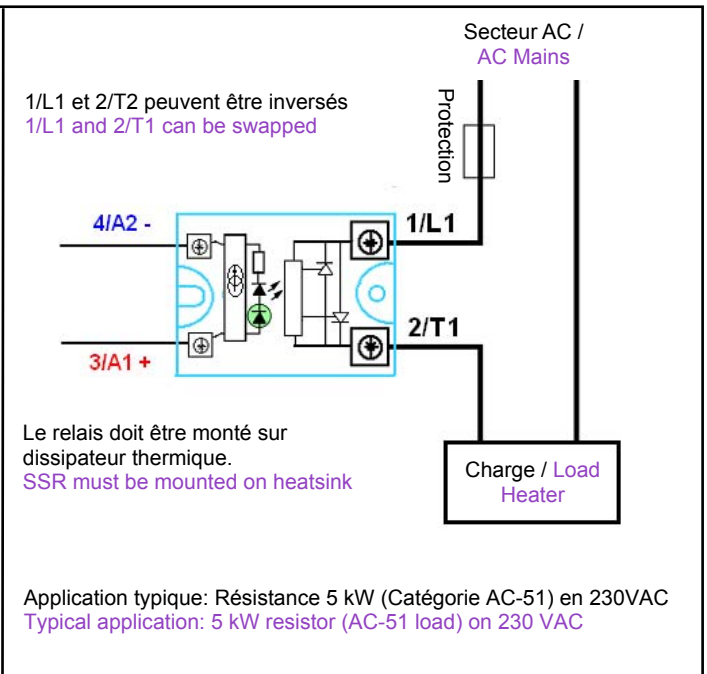 Secteur AC /
AC Mains
1/L1 et 2/T2 peuvent être inversés
1/L1 and 2/T1 can be swapped
Protection
4/A2 -
1/L1
2/T1
3/A1 +
Le relais doit être monté sur
dissipateur thermique.
SSR must be mounted on heatsink
Charge / Load
Heater
Application typique: Résistance 5 kW (Catégorie AC-51) en 230VAC
Typical application: 5 kW resistor (AC-51 load) on 230 VAC